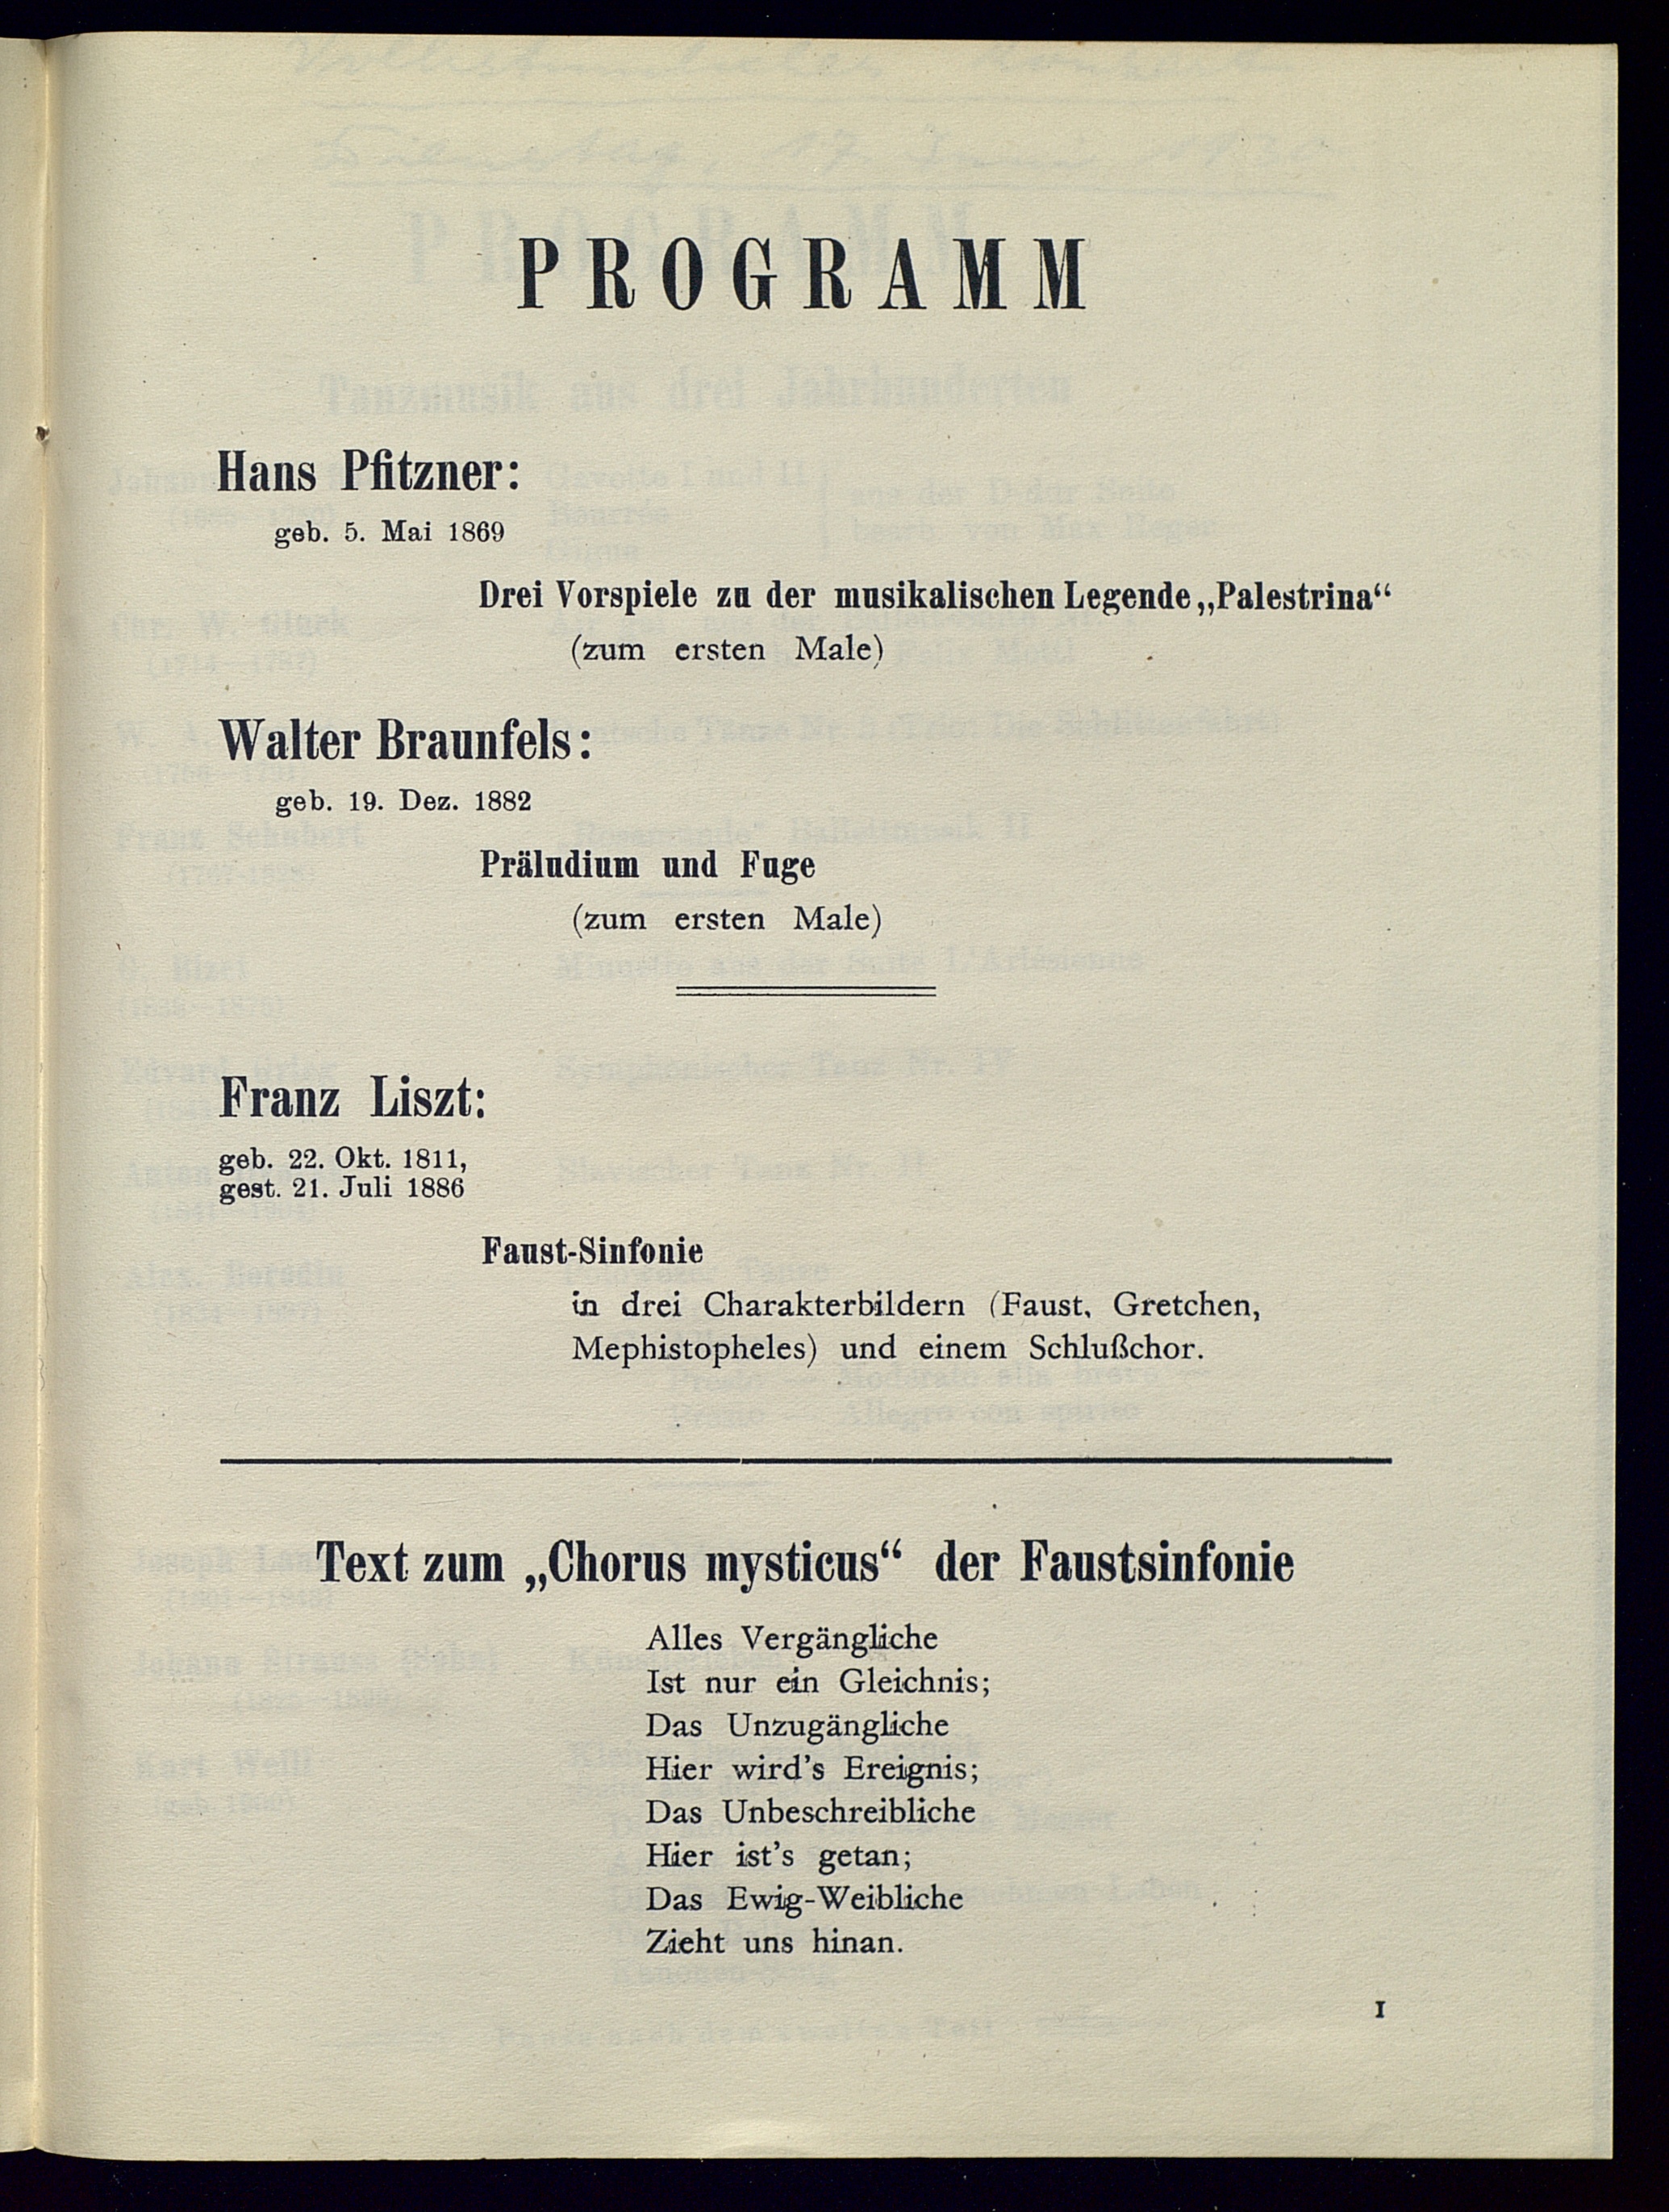 PROGRAMM
Hans Pfitzner:
geb. 5. Mai 1869
Drei Vorspiele zu der musikalischen Legende „Palestrina“
(zum ersten Male)
Walter Braunfels:
geb. 19. Dez. 1882
Präludium und Fuge
(zum ersten Male)
Franz Liszt:
geb. 22. Okt. 1811,
gest. 21. Juli 1886
Faust-Sinfonie
in drei Charakterbildern (Faust, Gretchen,
Mephistopheles) und einem Schlußchor.
Text zum „Chorus mysticus“ der Faustsinfonie
Alles Vergängliche
Ist nur ein Gleichnis;
Das Unzugängliche
Hier wird's Ereignis;
Das Unbeschreibliche
Hier ist's getan;
Das Ewig-Weibliche
Zieht uns hinan.
1